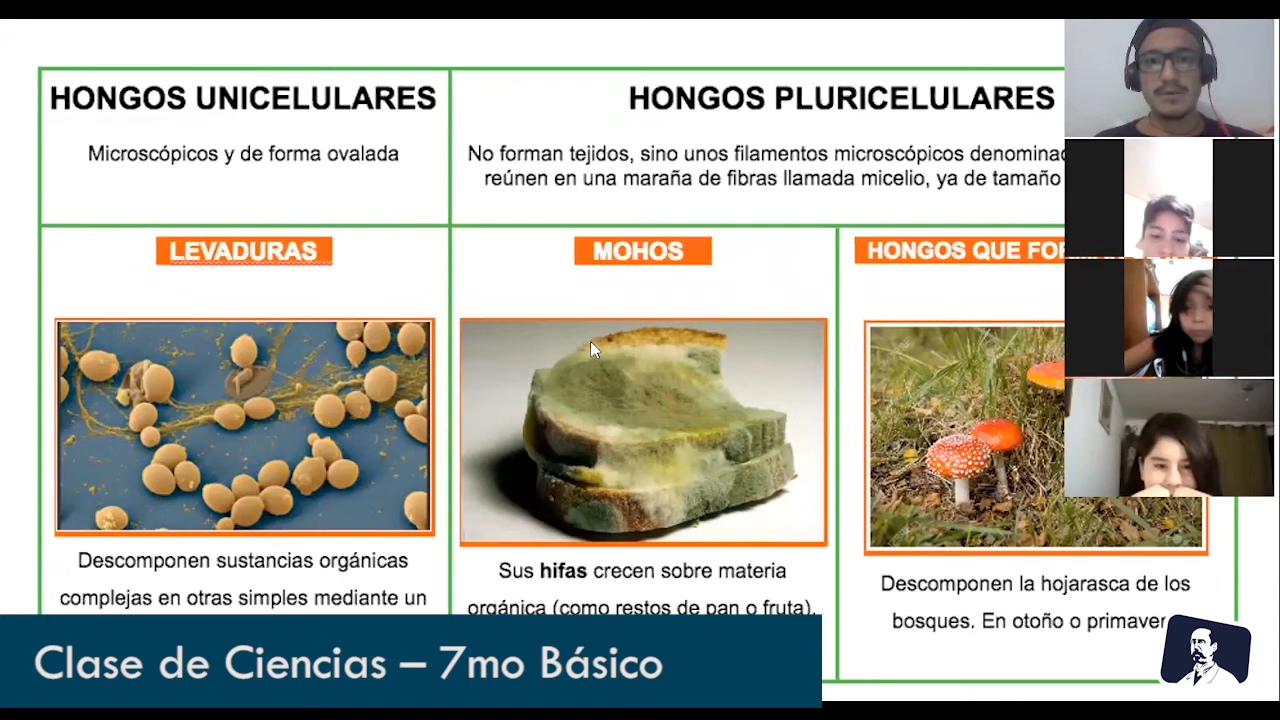 HONGOS UNICELULARES
Microscópicos y de forma ovalada
HONGOS PLURICELULARES
No forman tejidos, sino unos filamentos microscópicos
reúnen en una maraña de fibras llamada micelio, ya de tamaño
LEVADURAS
MOHOS
HONGOS QUE
Descomponen sustancias orgánicas
complejas en otras simples mediante un
Sus hifas crecen sobre materia
orgánica (como restos de pan o fruta),
Descomponen la hojarasca de los
bosques. En otoño o
Clase de Ciencias – 7mo Básico